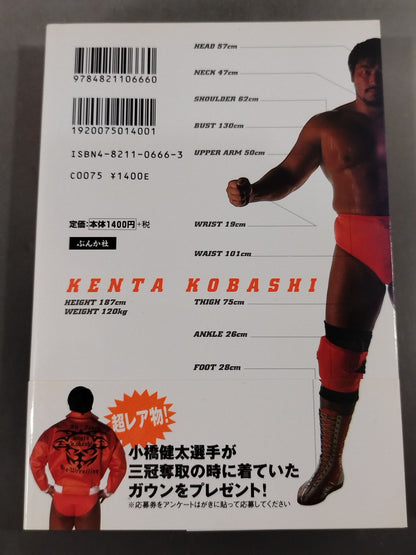 9784821106660
1920075014001
ISBN4-8211-0666-3
C0075 ¥1400E
定価:本体1400円+税
ぶんか社
HEAD 57cm
NECK 47cm
SHOULDER 62cm
BUST 130cm
UPPER ARM 50cm
WRIST 19cm
WAIST 101cm
KENTA KOBASHI
HEIGHT 187cm
WEIGHT 120kg
THIGH 75cm
ANKLE 26cm
FOOT 28cm
超レア物!
小橋健太選手が
三冠奪取の時に着ていた
ガウンをプレゼント!
※応募券をアンケートはがきに貼って応募してください